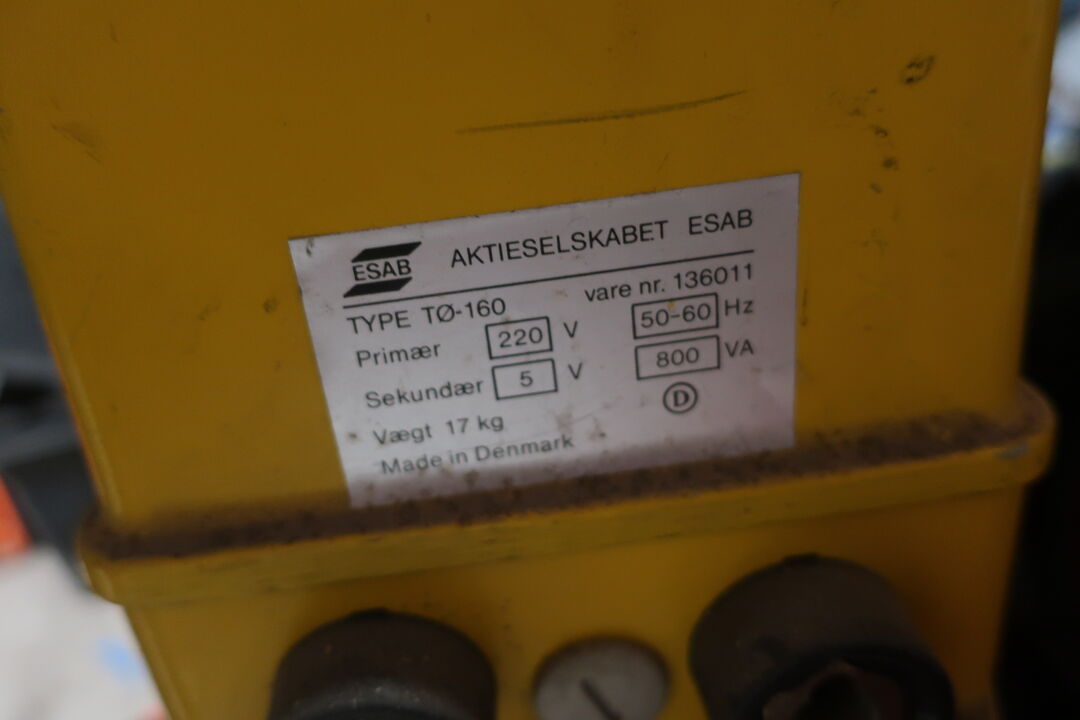 ESAB AKTIESELSKABET ESAB
TYPE TØ-160 vare nr. 136011
Primær 220 V 50-60 Hz
Sekundær 5 V 800 VA
Vægt 17 kg D
Made in Denmark